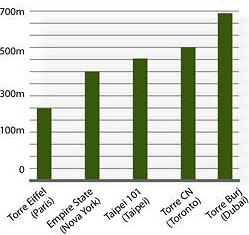 700m
500m
300m
100m
0
Torre Eiffel
(Paris)
Empire State
(Nova York)
Taipei 101
(Taipei)
Torre CN
(Toronto)
Torre Burj
(Dubai)